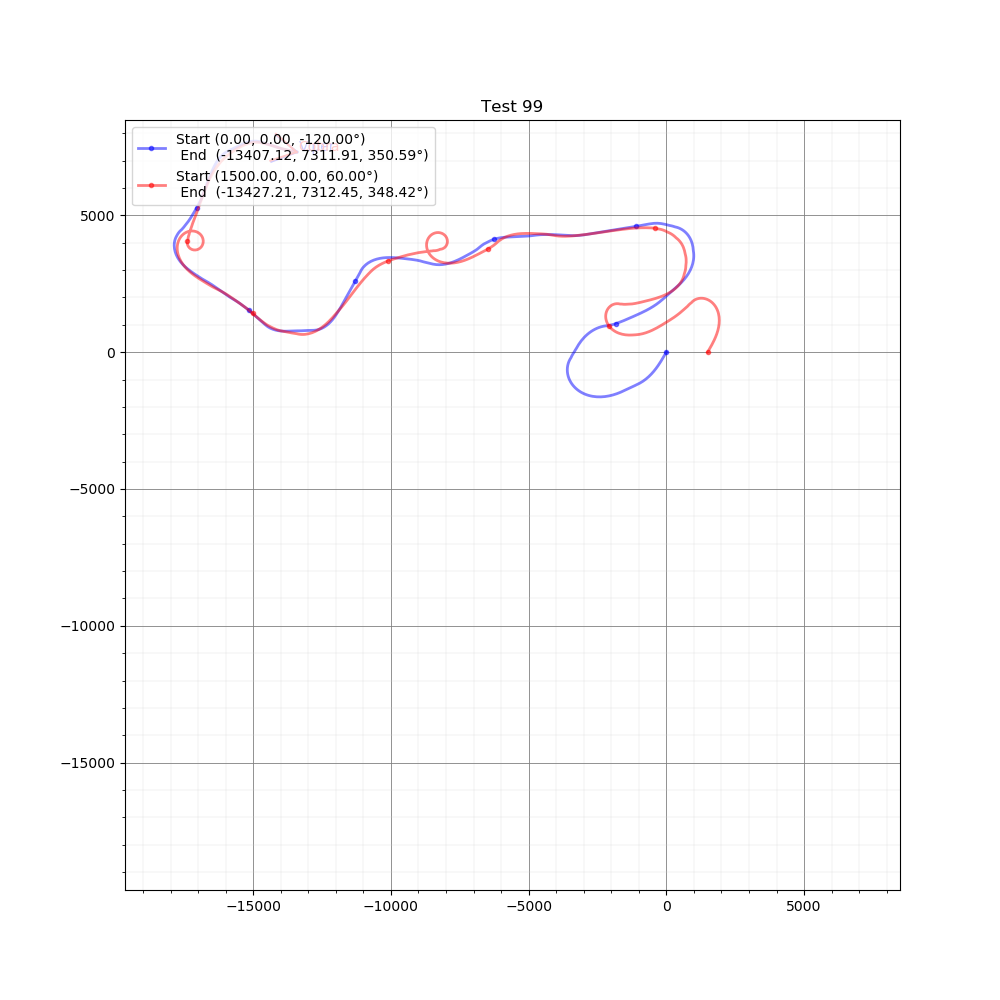 Test 99
Start (0.00, 0.00, -120.00°)
End  (-13407.12, 7311.91, 350.59°)
Start (1500.00, 0.00, 60.00°)
End  (-13427.21, 7312.45, 348.42°)
5000
0
−5000
−10000
−15000
−15000
−10000
−5000
0
5000